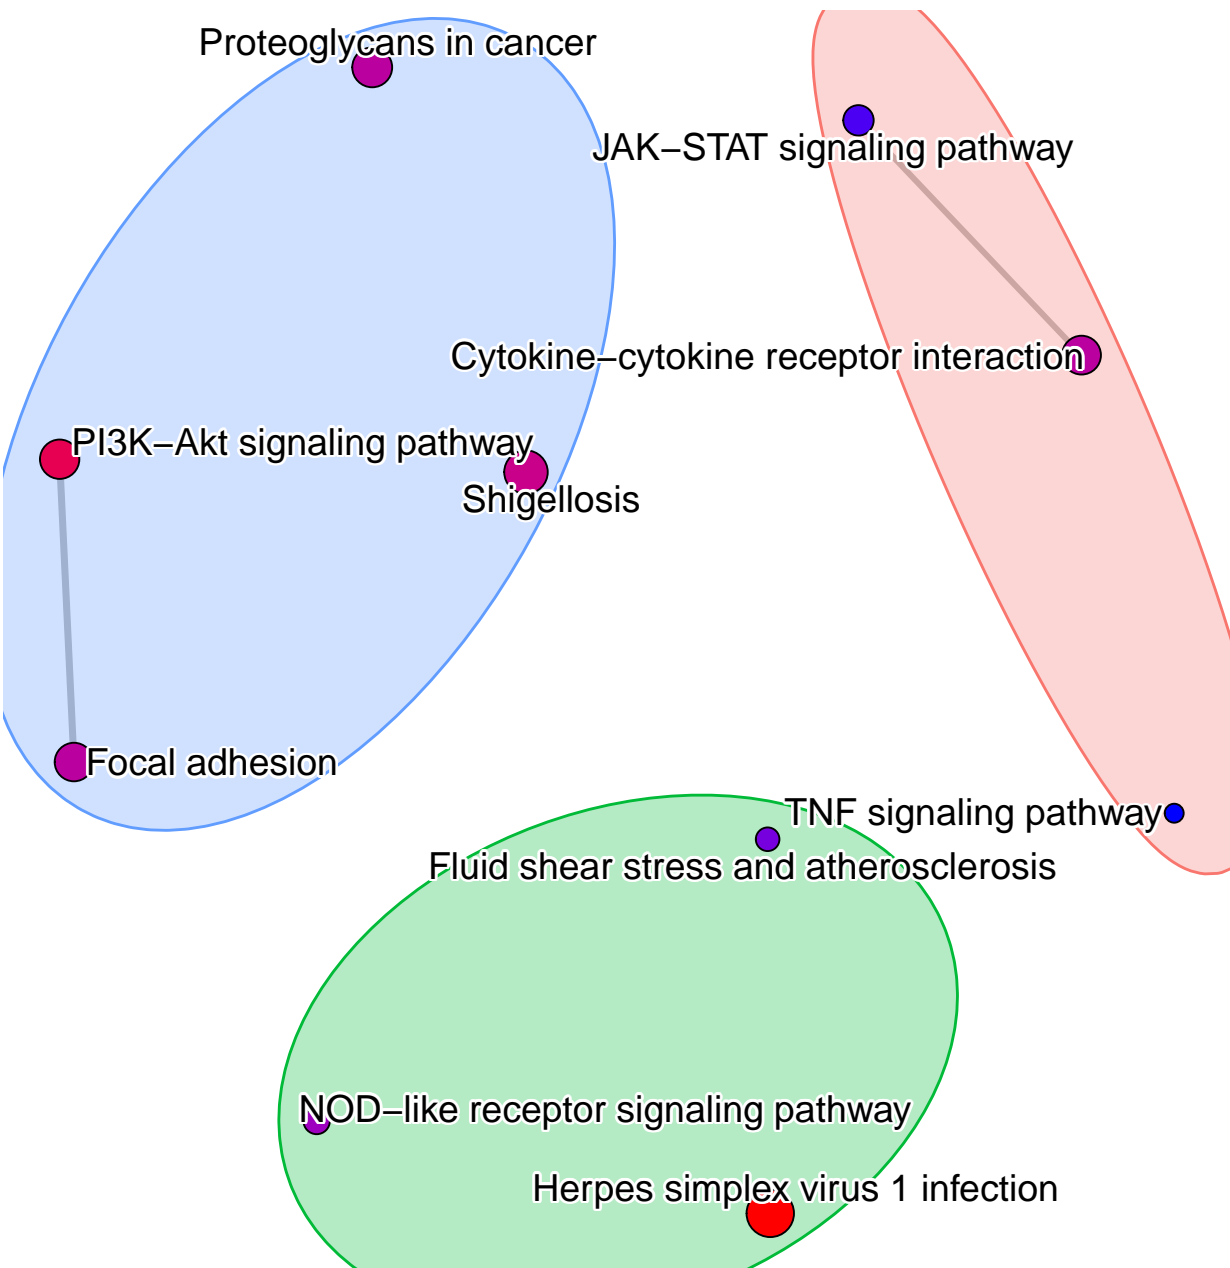 Proteoglycans in cancer
JAK–STAT signaling pathway
Cytokine–cytokine receptor interaction
PI3K–Akt signaling pathway
Shigellosis
Focal adhesion
TNF signaling pathway
Fluid shear stress and atherosclerosis
NOD–like receptor signaling pathway
Herpes simplex virus 1 infection